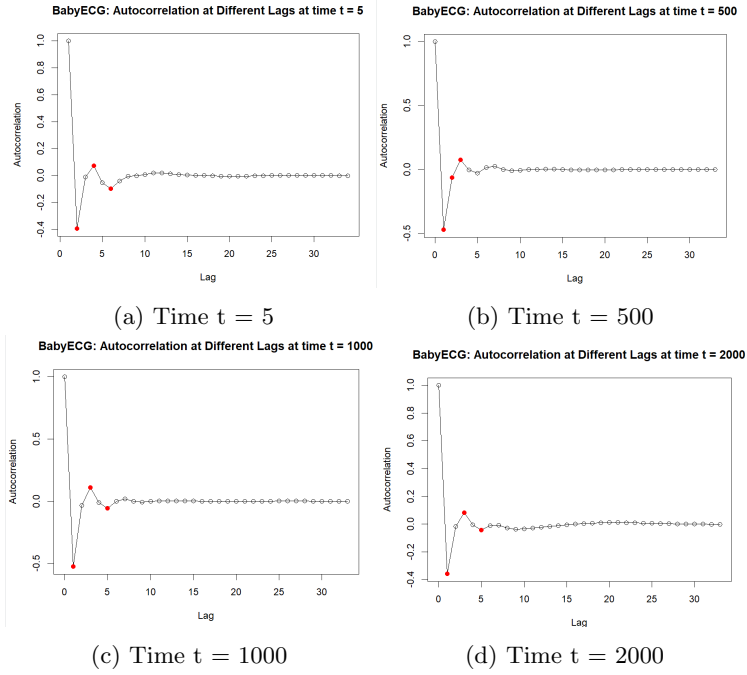 BabyECG: Autocorrelation at Different Lags at time t = 5
Autocorrelation
1.0
0.8
0.6
0.4
0.2
0.0
-0.2
-0.4
0 5 10 15 20 25 30
Lag
(a) Time t = 5
BabyECG: Autocorrelation at Different Lags at time t = 500
Autocorrelation
1.0
0.5
0.0
-0.5
0 5 10 15 20 25 30
Lag
(b) Time t = 500
BabyECG: Autocorrelation at Different Lags at time t = 1000
Autocorrelation
1.0
0.5
0.0
-0.5
0 5 10 15 20 25 30
Lag
(c) Time t = 1000
BabyECG: Autocorrelation at Different Lags at time t = 2000
Autocorrelation
1.0
0.8
0.6
0.4
0.2
0.0
-0.2
-0.4
0 5 10 15 20 25 30
Lag
(d) Time t = 2000